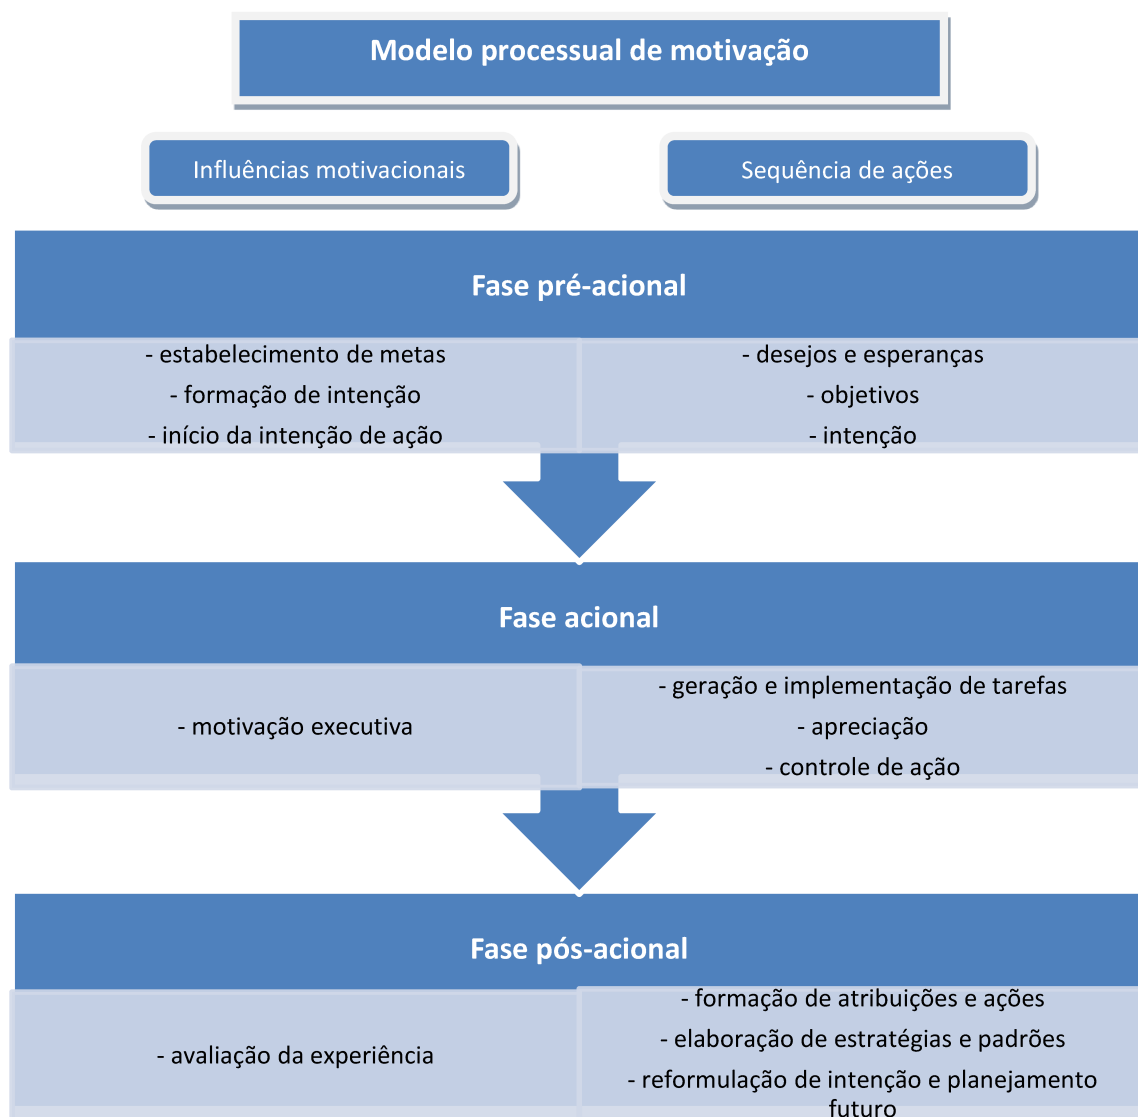 Modelo processual de motivação
Influências motivacionais
Sequência de ações
Fase pré-acional
- estabelecimento de metas
- formação de intenção
- início da intenção de ação
- desejos e esperanças
- objetivos
- intenção
Fase acional
- motivação executiva
- geração e implementação de tarefas
- apreciação
- controle de ação
Fase pós-acional
- avaliação da experiência
- formação de atribuições e ações
- elaboração de estratégias e padrões
- reformulação de intenção e planejamento
futuro